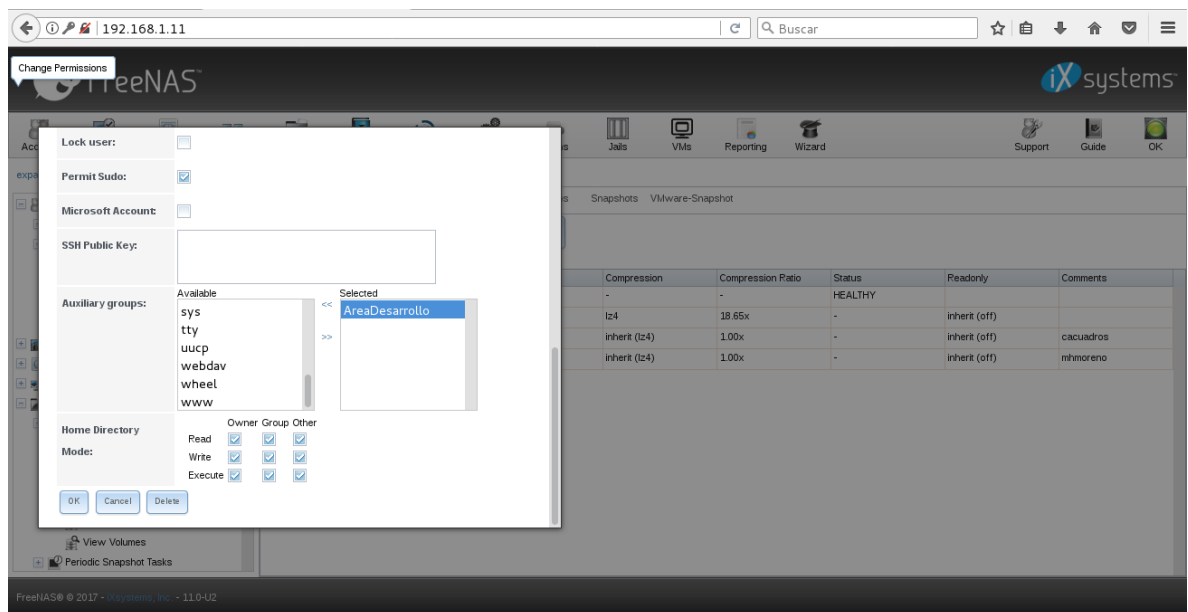 192.168.1.11
Buscar
Change Permissions
FreeNAS™
iXsystems™
Jails
VMs
Reporting
Wizard
Support
Guide
OK
Snapshots
VMware-Snapshot
Lock user:
Permit Sudo:
Microsoft Account:
SSH Public Key:
Auxiliary groups:
Available
sys
tty
uucp
webdav
wheel
www
<<
>>
Selected
AreaDesarrollo
Home Directory
Mode:
Owner Group Other
Read
Write
Execute
OK Cancel Delete
Compression Compression Ratio Status Readonly Comments
- - HEALTHY
lz4 18.65x - inherit (off)
inherit (lz4) 1.00x - inherit (off) cacuadros
inherit (lz4) 1.00x - inherit (off) mhmoreno
View Volumes
Periodic Snapshot Tasks
FreeNAS® © 2017 - iXsystems, Inc. - 11.0-U2